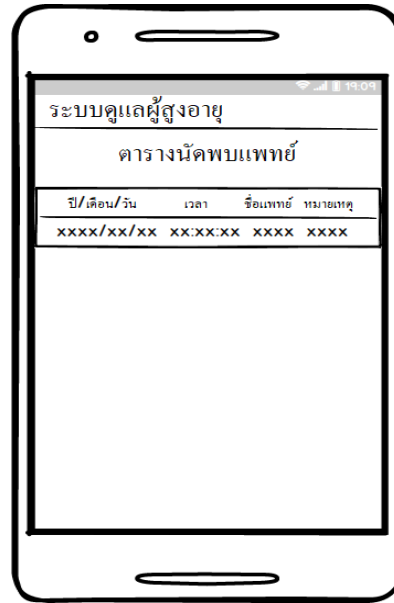 19:09
ระบบดูแลผู้สูงอายุ
ตารางนัดพบแพทย์
ปี/เดือน/วัน เวลา ชื่อแพทย์ หมายเหตุ
xxxx/xx/xx xx:xx:xx xxxx xxxx